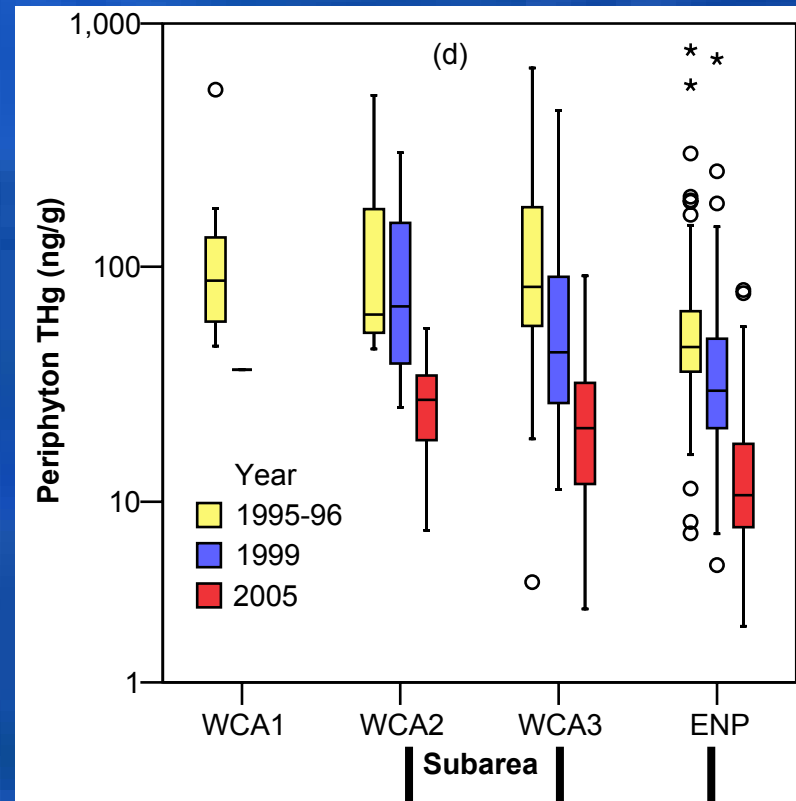 1,000
(d)
100
Periphyton THg (ng/g)
10
Year
1995-96
1999
2005
1
WCA1 WCA2 WCA3 ENP
Subarea